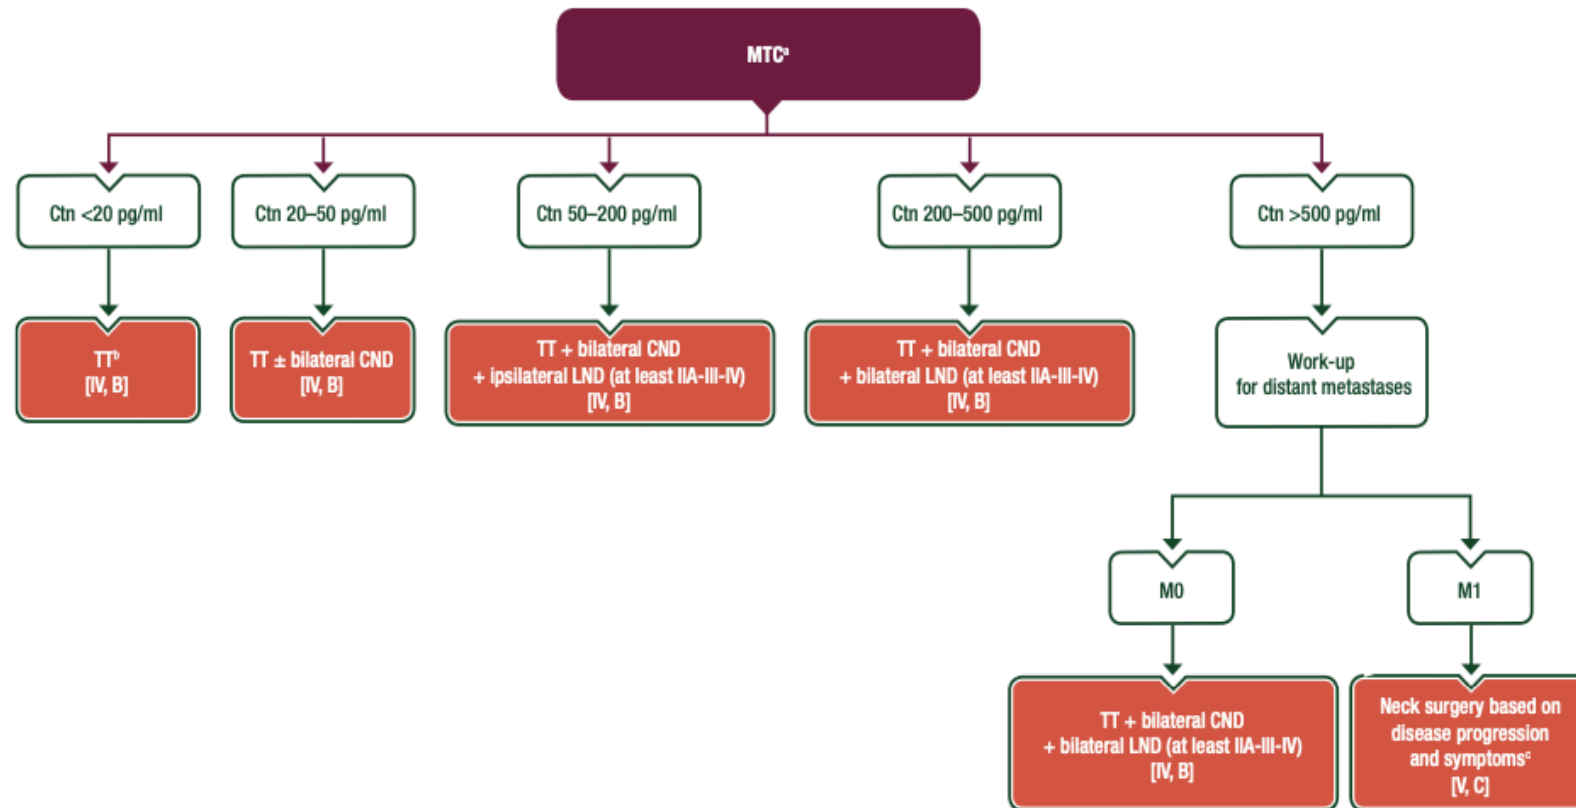 MTCᵃ
Ctn <20 pg/ml
Ctn 20–50 pg/ml
Ctn 50–200 pg/ml
Ctn 200–500 pg/ml
Ctn >500 pg/ml
TTᵇ
[IV, B]
TT ± bilateral CND
[IV, B]
TT + bilateral CND
+ ipsilateral LND (at least IIA-III-IV)
[IV, B]
TT + bilateral CND
+ bilateral LND (at least IIA-III-IV)
[IV, B]
Work-up
for distant metastases
M0
M1
TT + bilateral CND
+ bilateral LND (at least IIA-III-IV)
[IV, B]
Neck surgery based on
disease progression
and symptomsᶜ
[V, C]